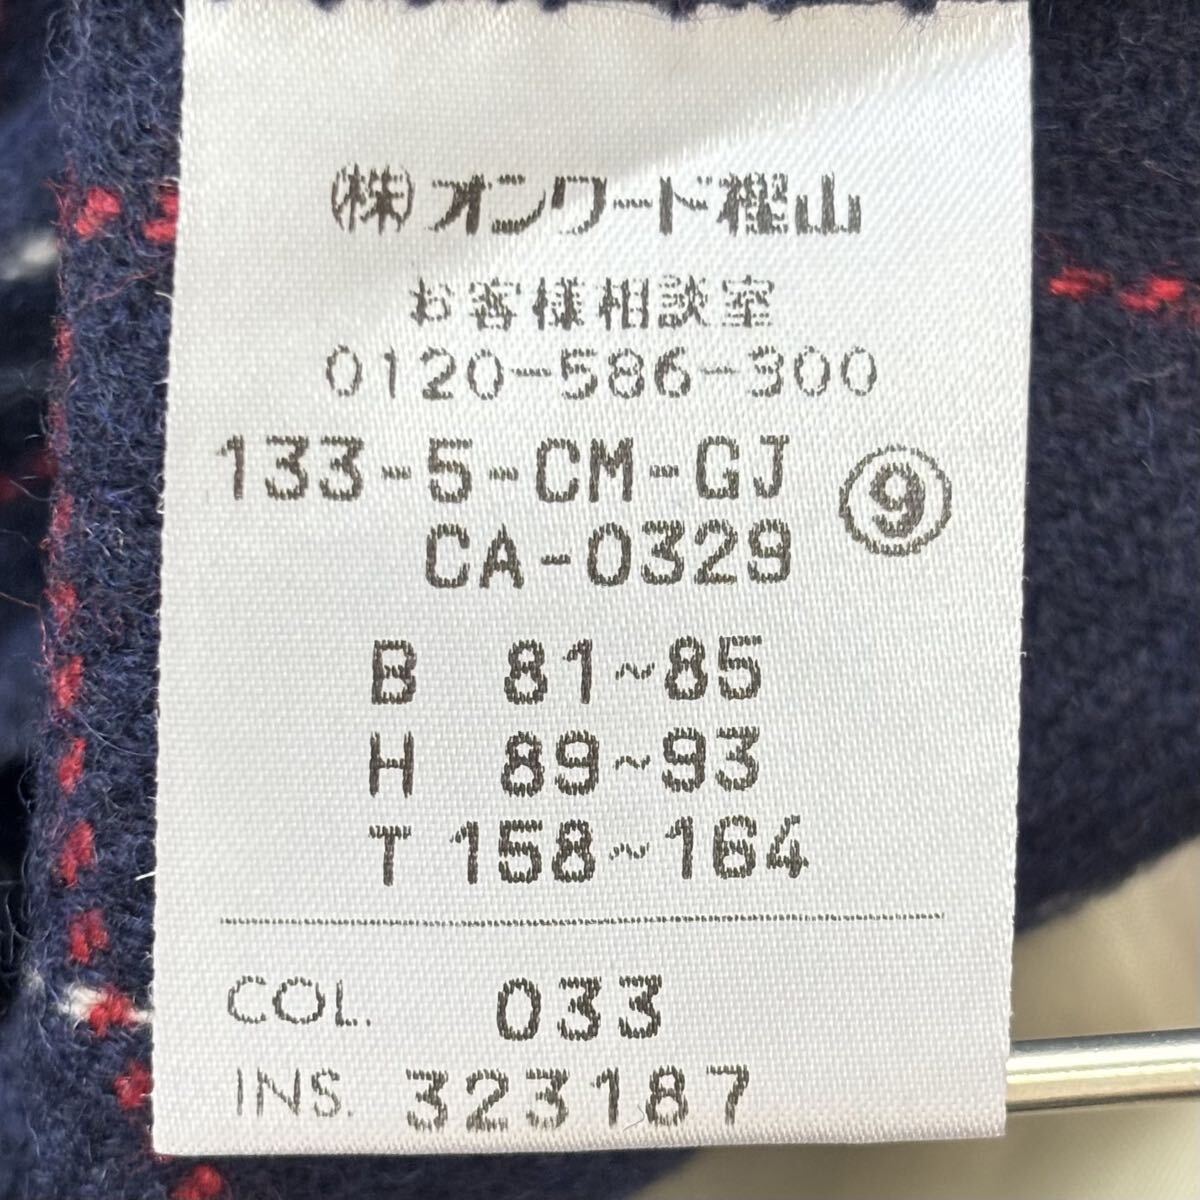 (株)オンワード樫山
お客様相談室
0120-586-300
133-5-CM-GJ ⑨
CA-0329
B 81~85
H 89~93
T 158~164
COL. 033
INS. 323187